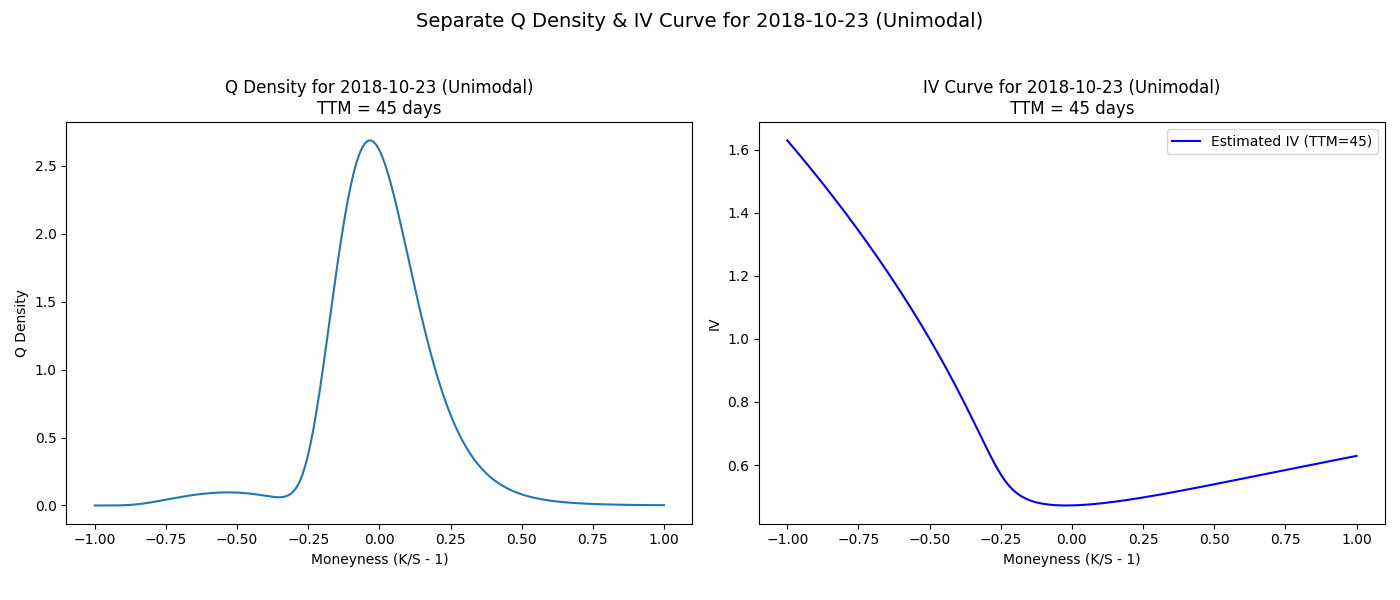 Separate Q Density & IV Curve for 2018-10-23 (Unimodal)
Q Density for 2018-10-23 (Unimodal)
TTM = 45 days
2.5
2.0
1.5
1.0
0.5
0.0
Q Density
−1.00 −0.75 −0.50 −0.25 0.00 0.25 0.50 0.75 1.00
Moneyness (K/S - 1)
IV Curve for 2018-10-23 (Unimodal)
TTM = 45 days
Estimated IV (TTM=45)
1.6
1.4
1.2
1.0
0.8
0.6
IV
−1.00 −0.75 −0.50 −0.25 0.00 0.25 0.50 0.75 1.00
Moneyness (K/S - 1)